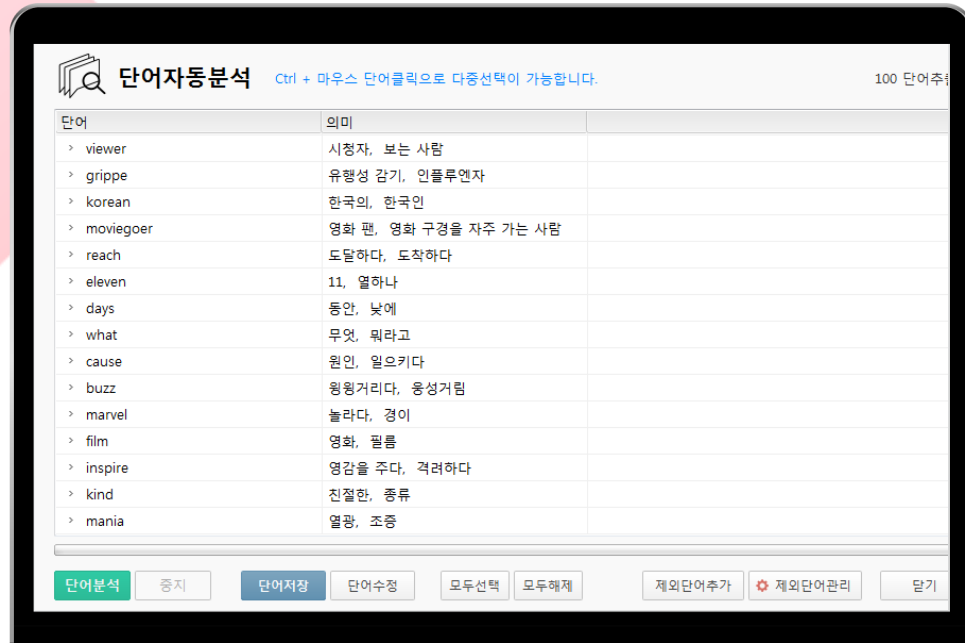 단어자동분석 Ctrl + 마우스 단어클릭으로 다중선택이 가능합니다. 100
단어 의미
viewer 시청자, 보는 사람
grippe 유행성 감기, 인플루엔자
korean 한국의, 한국인
moviegoer 영화 팬, 영화 구경을 자주 가는 사람
reach 도달하다, 도착하다
eleven 11, 열하나
days 동안, 낮에
what 무엇, 뭐라고
cause 원인, 일으키다
buzz 윙윙거리다, 웅성거림
marvel 놀라다, 경이
film 영화, 필름
inspire 영감을 주다, 격려하다
kind 친절한, 종류
mania 열광, 조증
단어분석 중지 단어저장 단어수정 모두선택 모두해제 제외단어추가 제외단어관리 닫기